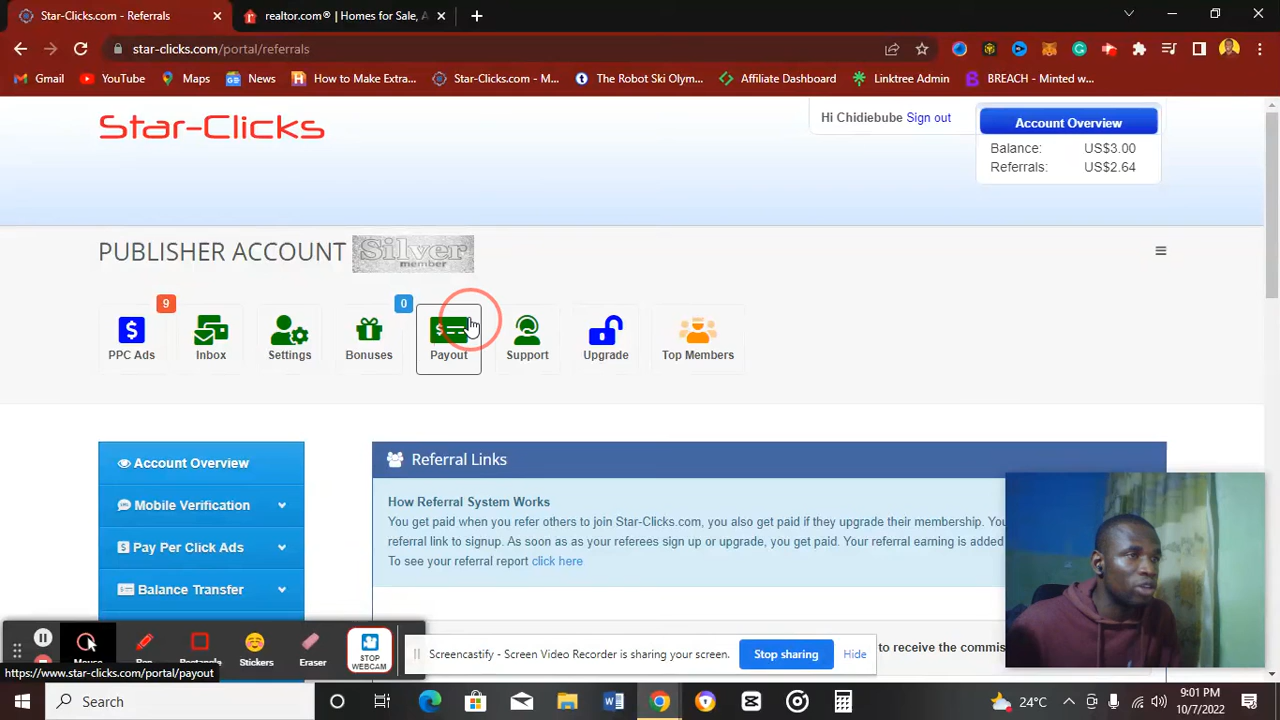 Star-Clicks.com - Referrals
realtor.com® | Homes for Sale, A
star-clicks.com/portal/referrals
Gmail YouTube Maps News How to Make Extra... Star-Clicks.com - M... The Robot Ski Olym... Affiliate Dashboard Linktree Admin BREACH - Minted w...
Star-Clicks
Hi Chidiebube Sign out
Account Overview
Balance: US$3.00
Referrals: US$2.64
PUBLISHER ACCOUNT Silver member
9 0
PPC Ads Inbox Settings Bonuses Payout Support Upgrade Top Members
Account Overview
Mobile Verification
Pay Per Click Ads
Balance Transfer
Referral Links
How Referral System Works
You get paid when you refer others to join Star-Clicks.com, you also get paid if they upgrade their membership. You
referral link to signup. As soon as as your referees sign up or upgrade, you get paid. Your referral earning is added
To see your referral report click here
to receive the commis
Mouse Pen Rectangle Stickers Eraser STOP WEBCAM
Screencastify - Screen Video Recorder is sharing your screen. Stop sharing Hide
https://www.star-clicks.com/portal/payout
Search
24°C
9:01 PM
10/7/2022